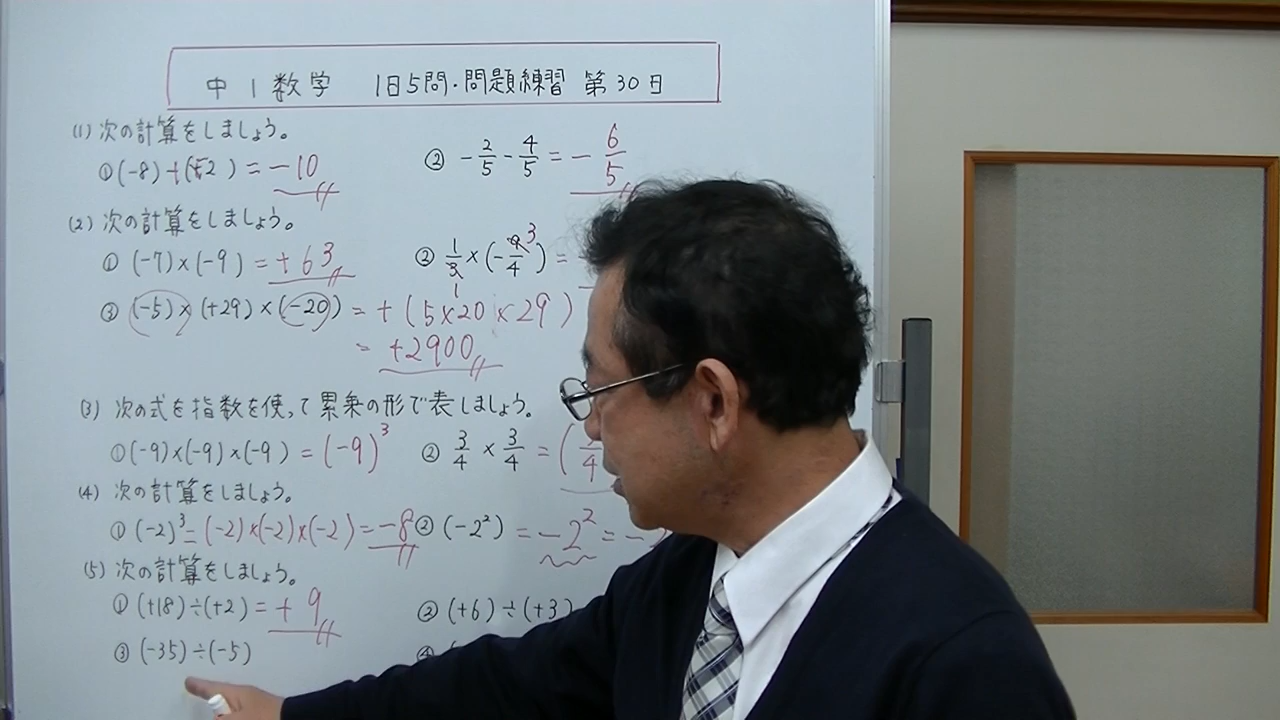 中1数学 1日5問・問題練習 第30日
(1) 次の計算をしましょう。
① (-8)+(-2) = -10 ② -2/5 - 4/5 = -6/5
(2) 次の計算をしましょう。
① (-7)×(-9) = +63 ② 1/3 × (-9/4) = 3 1
③ (-5)×(+29)×(-20) = +(5×20×29)
= +2900
(3) 次の式を指数を使って累乗の形で表しましょう。
① (-9)×(-9)×(-9) = (-9)³ ② 3/4 × 3/4 = (3/4
(4) 次の計算をしましょう。
① (-2)³ = (-2)×(-2)×(-2) = -8 ② (-2²) = -2² = -
(5) 次の計算をしましょう。
① (+18)÷(+2) = +9 ② (+6)÷(+3)
③ (-35)÷(-5) ④